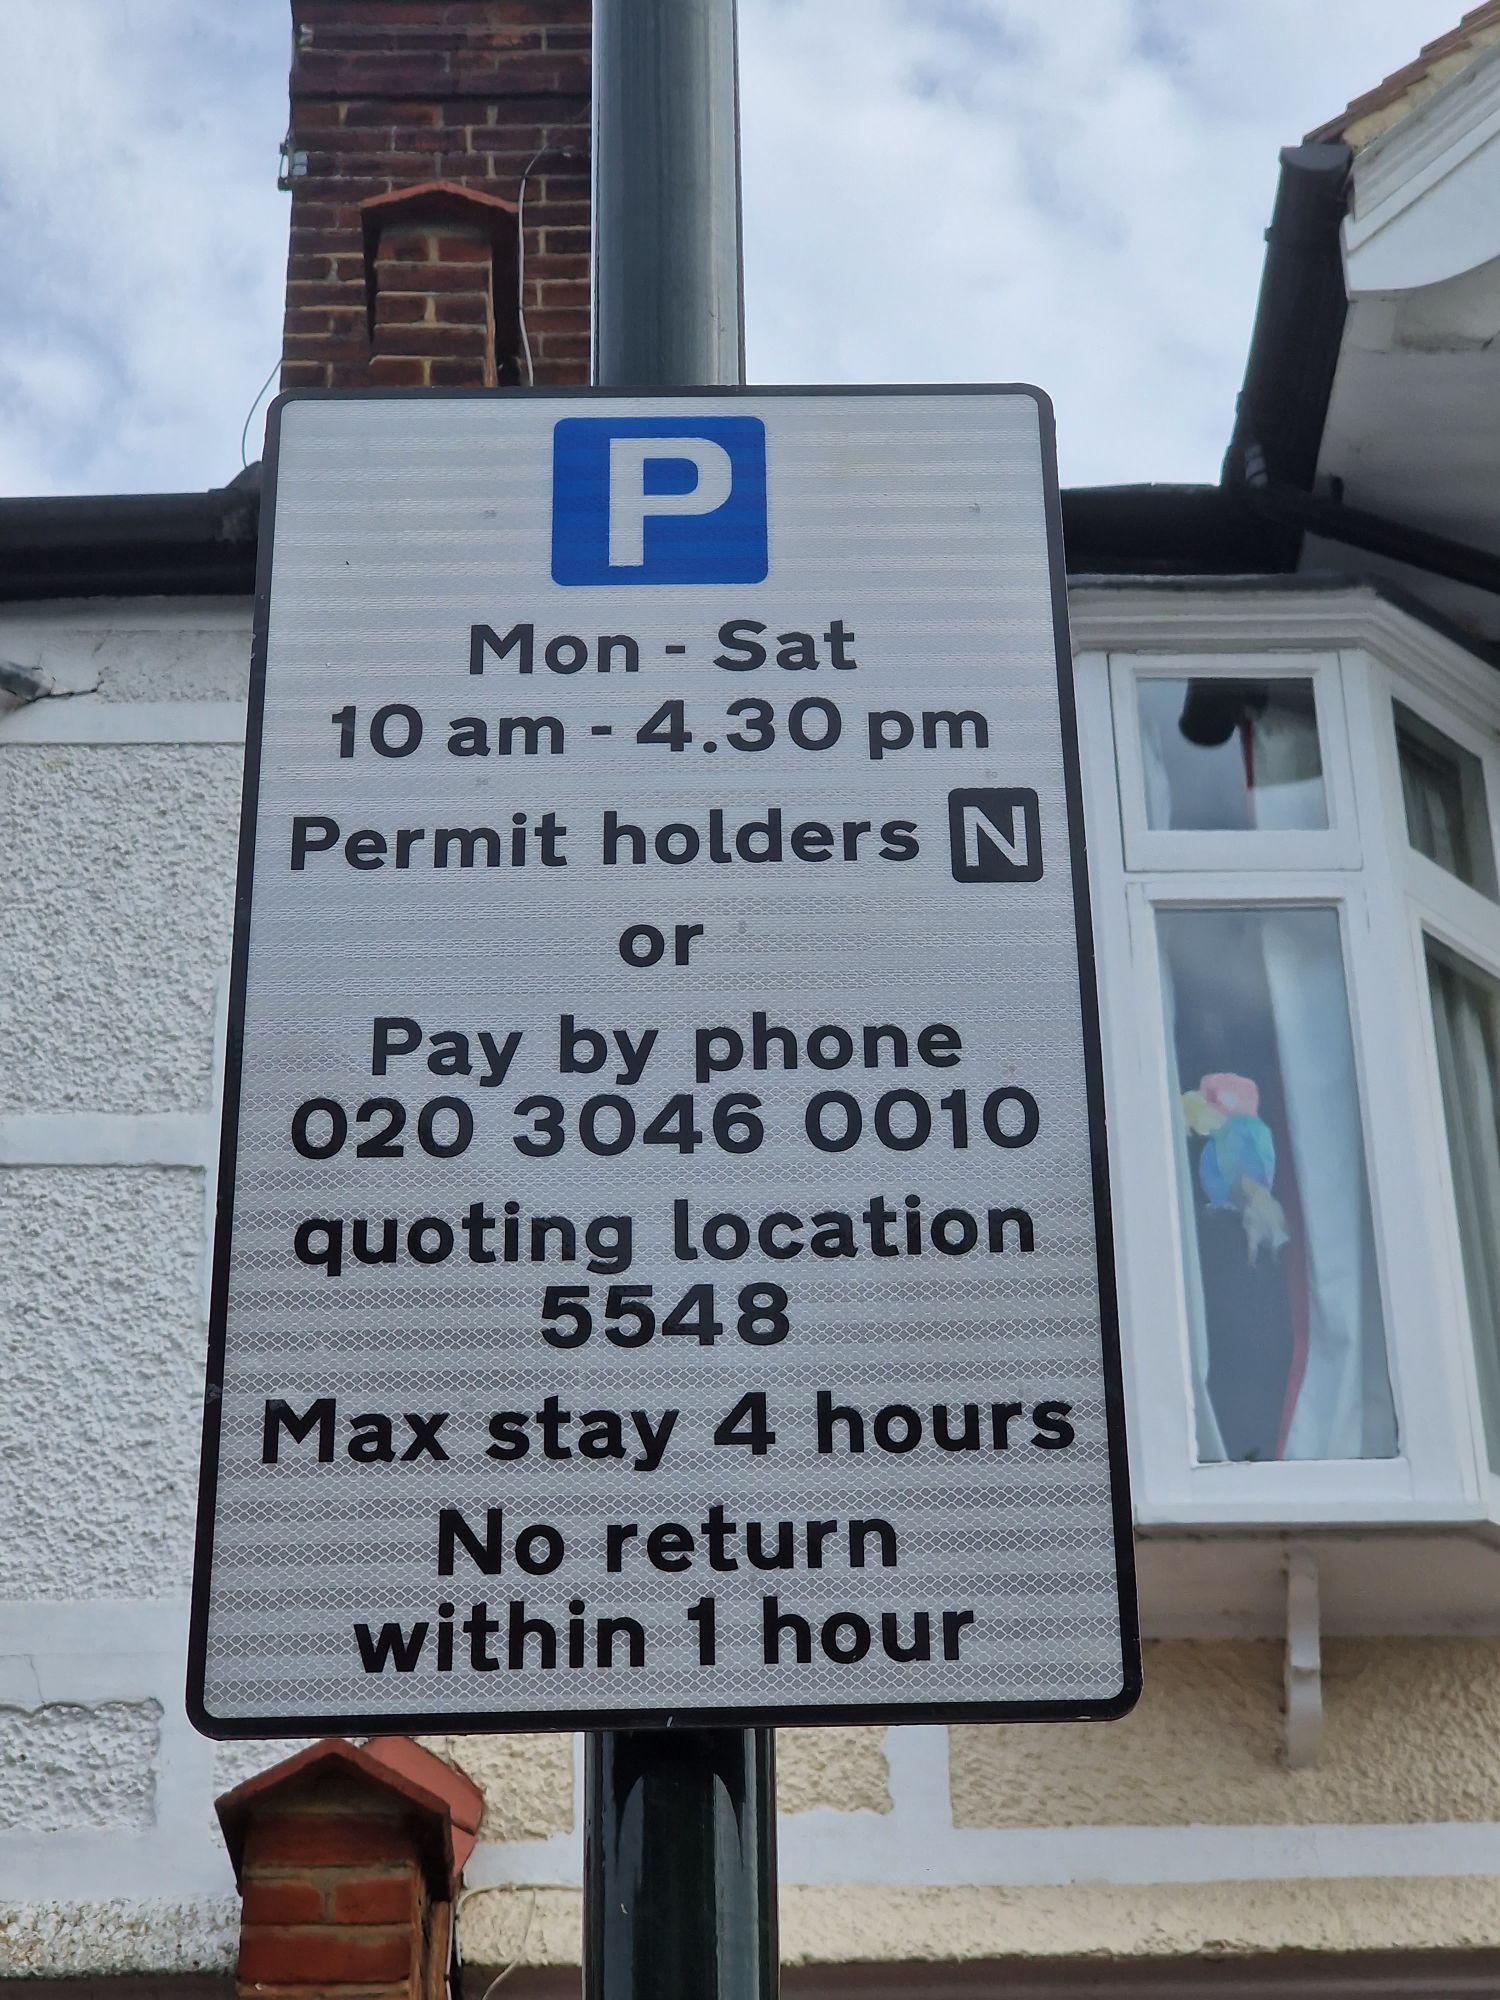 P
Mon - Sat
10 am - 4.30 pm
Permit holders N
or
Pay by phone
020 3046 0010
quoting location
5548
Max stay 4 hours
No return
within 1 hour